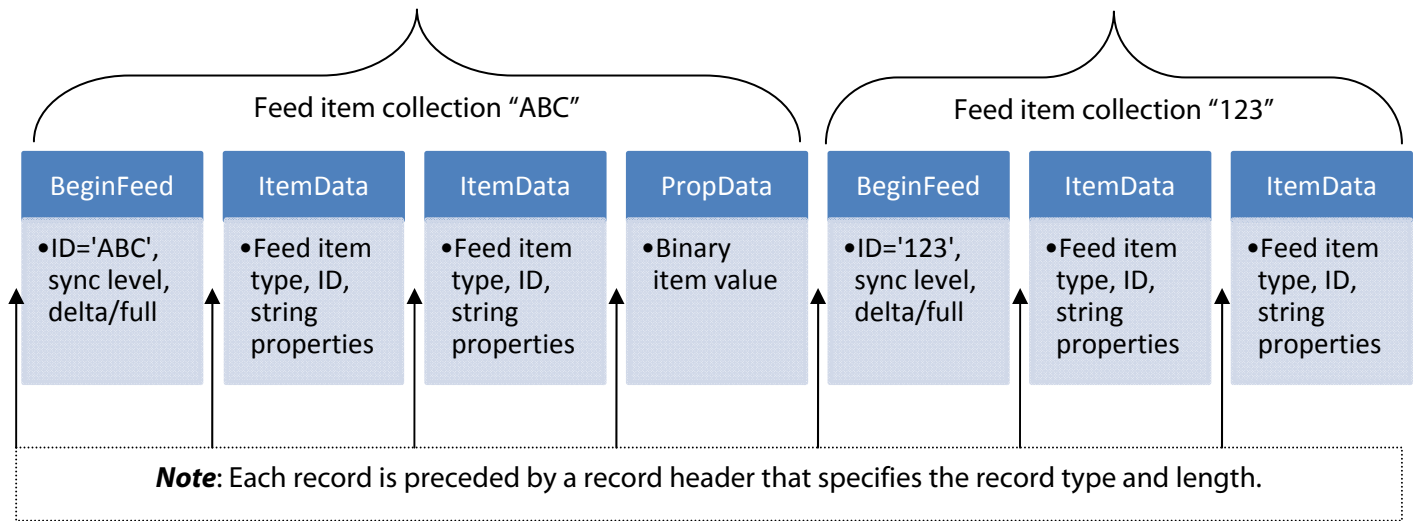 Feed item collection “ABC”
Feed item collection “123”
BeginFeed
•ID='ABC',
sync level,
delta/full
ItemData
•Feed item
type, ID,
string
properties
ItemData
•Feed item
type, ID,
string
properties
PropData
•Binary
item value
BeginFeed
•ID='123',
sync level,
delta/full
ItemData
•Feed item
type, ID,
string
properties
ItemData
•Feed item
type, ID,
string
properties
Note: Each record is preceded by a record header that specifies the record type and length.